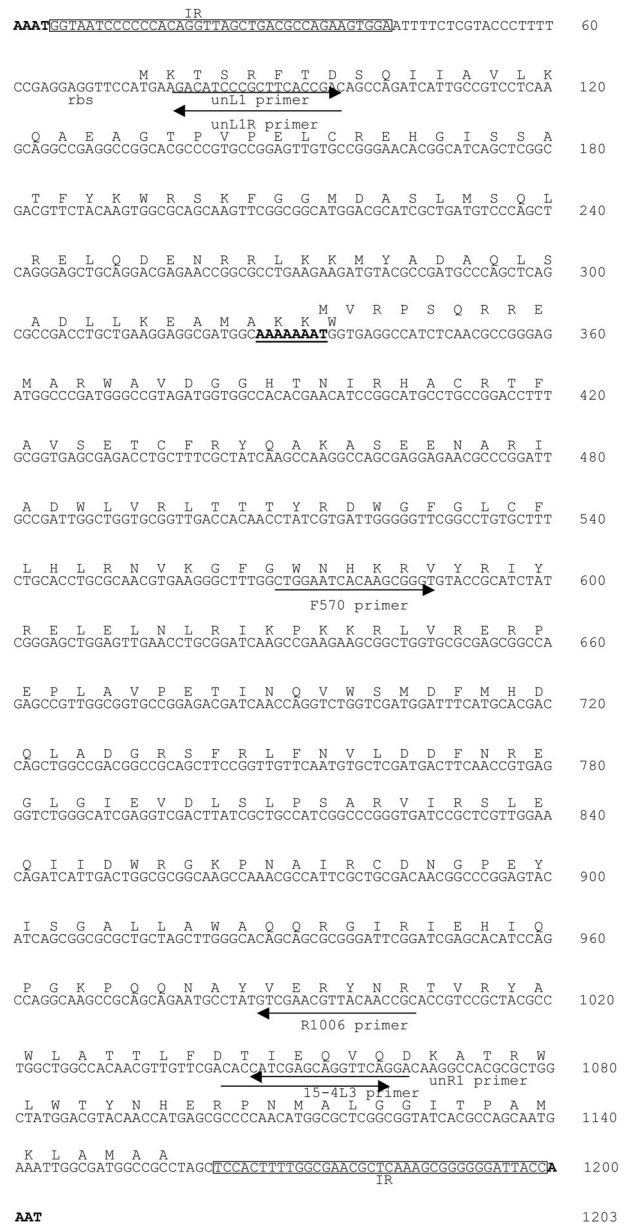 IR
AAATGGTAATCCCCCCACAGGTTAGCTGACGCCAGAAGTGGAATTTTCTCGTACCCTTTT 60
M K T S R F T D S Q I I A V L K
CCGAGGAGGTTCCATGAAGACATCCCGCTTCACCGACAGCCAGATCATTGCCGTCCTCAA 120
rbs unL1 primer
unL1R primer
Q A E A G T P V P E L C R E H G I S S A
GCAGGCCGAGGCCGGCACGCCCGTGCCGGAGTTGTGCCGGGAACACGGCATCAGCTCGGC 180
T F Y K W R S K F G G M D A S L M S Q L
GACGTTCTACAAGTGGCGCAGCAAGTTCGGCGGCATGGACGCATCGCTGATGTCCCAGCT 240
R E L Q D E N R R L K K M Y A D A Q L S
CAGGGAGCTGCAGGACGAGAACCGGCGCCTGAAGAAGATGTACGCCGATGCCCAGCTCAG 300
M V R P S Q R R E
A D L L K E A M A K K W
CGCCGACCTGCTGAAGGAGGCGATGGCAAAAAAATGGTGAGGCCATCTCAACGCCGGGAG 360
M A R W A V D G G H T N I R H A C R T F
ATGGCCCGATGGGCCGTAGATGGTGGCCACACGAACATCCGGCATGCCTGCCGGACCTTT 420
A V S E T C F R Y Q A K A S E E N A R I
GCGGTGAGCGAGACCTGCTTTCGCTATCAAGCCAAGGCCAGCGAGGAGAACGCCCGGATT 480
A D W L V R L T T T Y R D W G F G L C F
GCCGATTGGCTGGTGCGGTTGACCACAACCTATCGTGATTGGGGGTTCGGCCTGTGCTTT 540
L H L R N V K G F G W N H K R V Y R I Y
CTGCACCTGCGCAACGTGAAGGGCTTTGGCTGGAATCACAAGCGGGTGTACCGCATCTAT 600
F570 primer
R E L E L N L R I K P K K R L V R E R P
CGGGAGCTGGAGTTGAACCTGCGGATCAAGCCGAAGAAGCGGCTGGTGCGCGAGCGGCCA 660
E P L A V P E T I N Q V W S M D F M H D
GAGCCGTTGGCGGTGCCGGAGACGATCAACCAGGTCTGGTCGATGGATTTCATGCACGAC 720
Q L A D G R S F R L F N V L D D F N R E
CAGCTGGCCGACGGCCGCAGCTTCCGGTTGTTCAATGTGCTCGATGACTTCAACCGTGAG 780
G L G I E V D L S L P S A R V I R S L E
GGTCTGGGCATCGAGGTCGACTTATCGCTGCCATCGGCCCGGGTGATCCGCTCGTTGGAA 840
Q I I D W R G K P N A I R C D N G P E Y
CAGATCATTGACTGGCGCGGCAAGCCAAACGCCATTCGCTGCGACAACGGCCCGGAGTAC 900
I S G A L L A W A Q Q R G I R I E H I Q
ATCAGCGGCGCGCTGCTAGCTTGGGCACAGCAGCGCGGGATTCGGATCGAGCACATCCAG 960
P G K P Q Q N A Y V E R Y N R T V R Y A
CCAGGCAAGCCGCAGCAGAATGCCTATGTCGAACGTTACAACCGCACCGTCCGCTACGCC 1020
R1006 primer
W L A T T L F D T I E Q V Q D K A T R W
TGGCTGGCCACAACGTTGTTCGACACCATCGAGCAGGTTCAGGACAAGGCCACGCGCTGG 1080
15-4L3 primer unR1 primer
L W T Y N H E R P N M A L G G I T P A M
CTATGGACGTACAACCATGAGCGCCCCAACATGGCGCTCGGCGGTATCACGCCAGCAATG 1140
K L A M A A
AAATTGGCGATGGCCGCCTAGCTCCACTTTTGGCGAACGCTCAAAGCGGGGGGATTACCA 1200
IR
AAT 1203